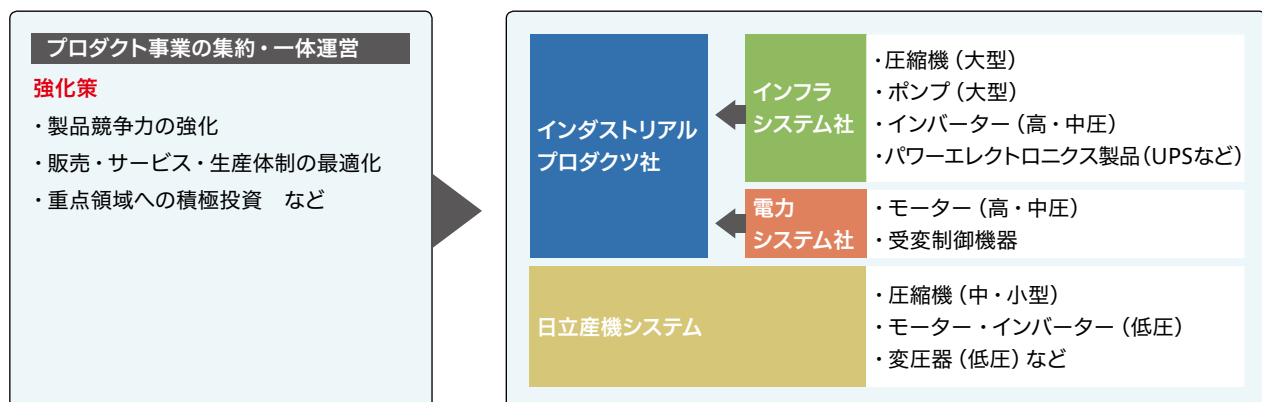 プロダクト事業の集約・一体運営
強化策
・製品競争力の強化
・販売・サービス・生産体制の最適化
・重点領域への積極投資　など
インダストリアル
プロダクツ社
インフラ
システム社
・圧縮機（大型）
・ポンプ（大型）
・インバーター（高・中圧）
・パワーエレクトロニクス製品（UPSなど）
電力
システム社
・モーター（高・中圧）
・受変制御機器
日立産機システム
・圧縮機（中・小型）
・モーター・インバーター（低圧）
・変圧器（低圧）など